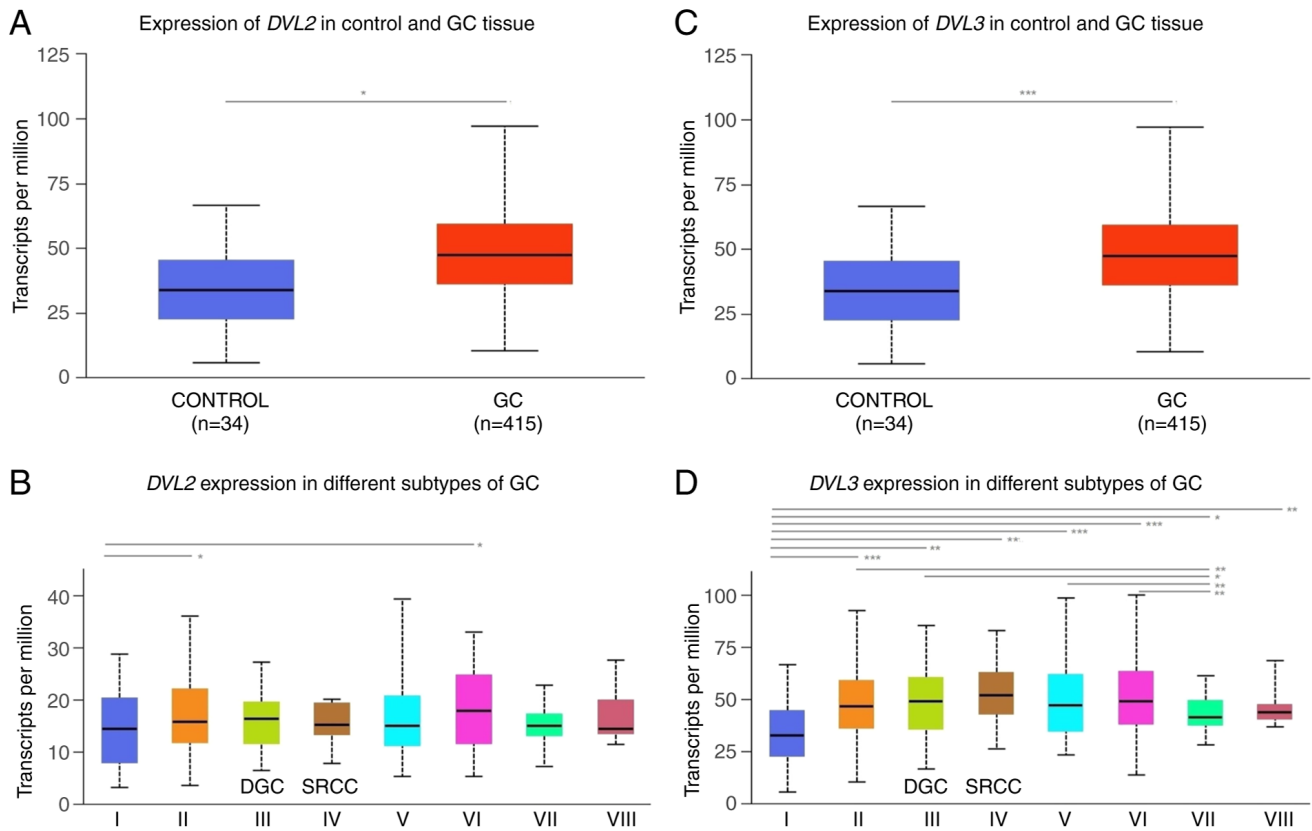 A
Expression of DVL2 in control and GC tissue
Transcripts per million
125
100
75
50
25
0
*
CONTROL
(n=34)
GC
(n=415)
C
Expression of DVL3 in control and GC tissue
Transcripts per million
125
100
75
50
25
0
***
CONTROL
(n=34)
GC
(n=415)
B
DVL2 expression in different subtypes of GC
Transcripts per million
*
*
40
30
20
10
0
DGC SRCC
I II III IV V VI VII VIII
D
DVL3 expression in different subtypes of GC
Transcripts per million
**
*
***
***
**
**
***
**
*
**
**
100
75
50
25
0
DGC SRCC
I II III IV V VI VII VIII